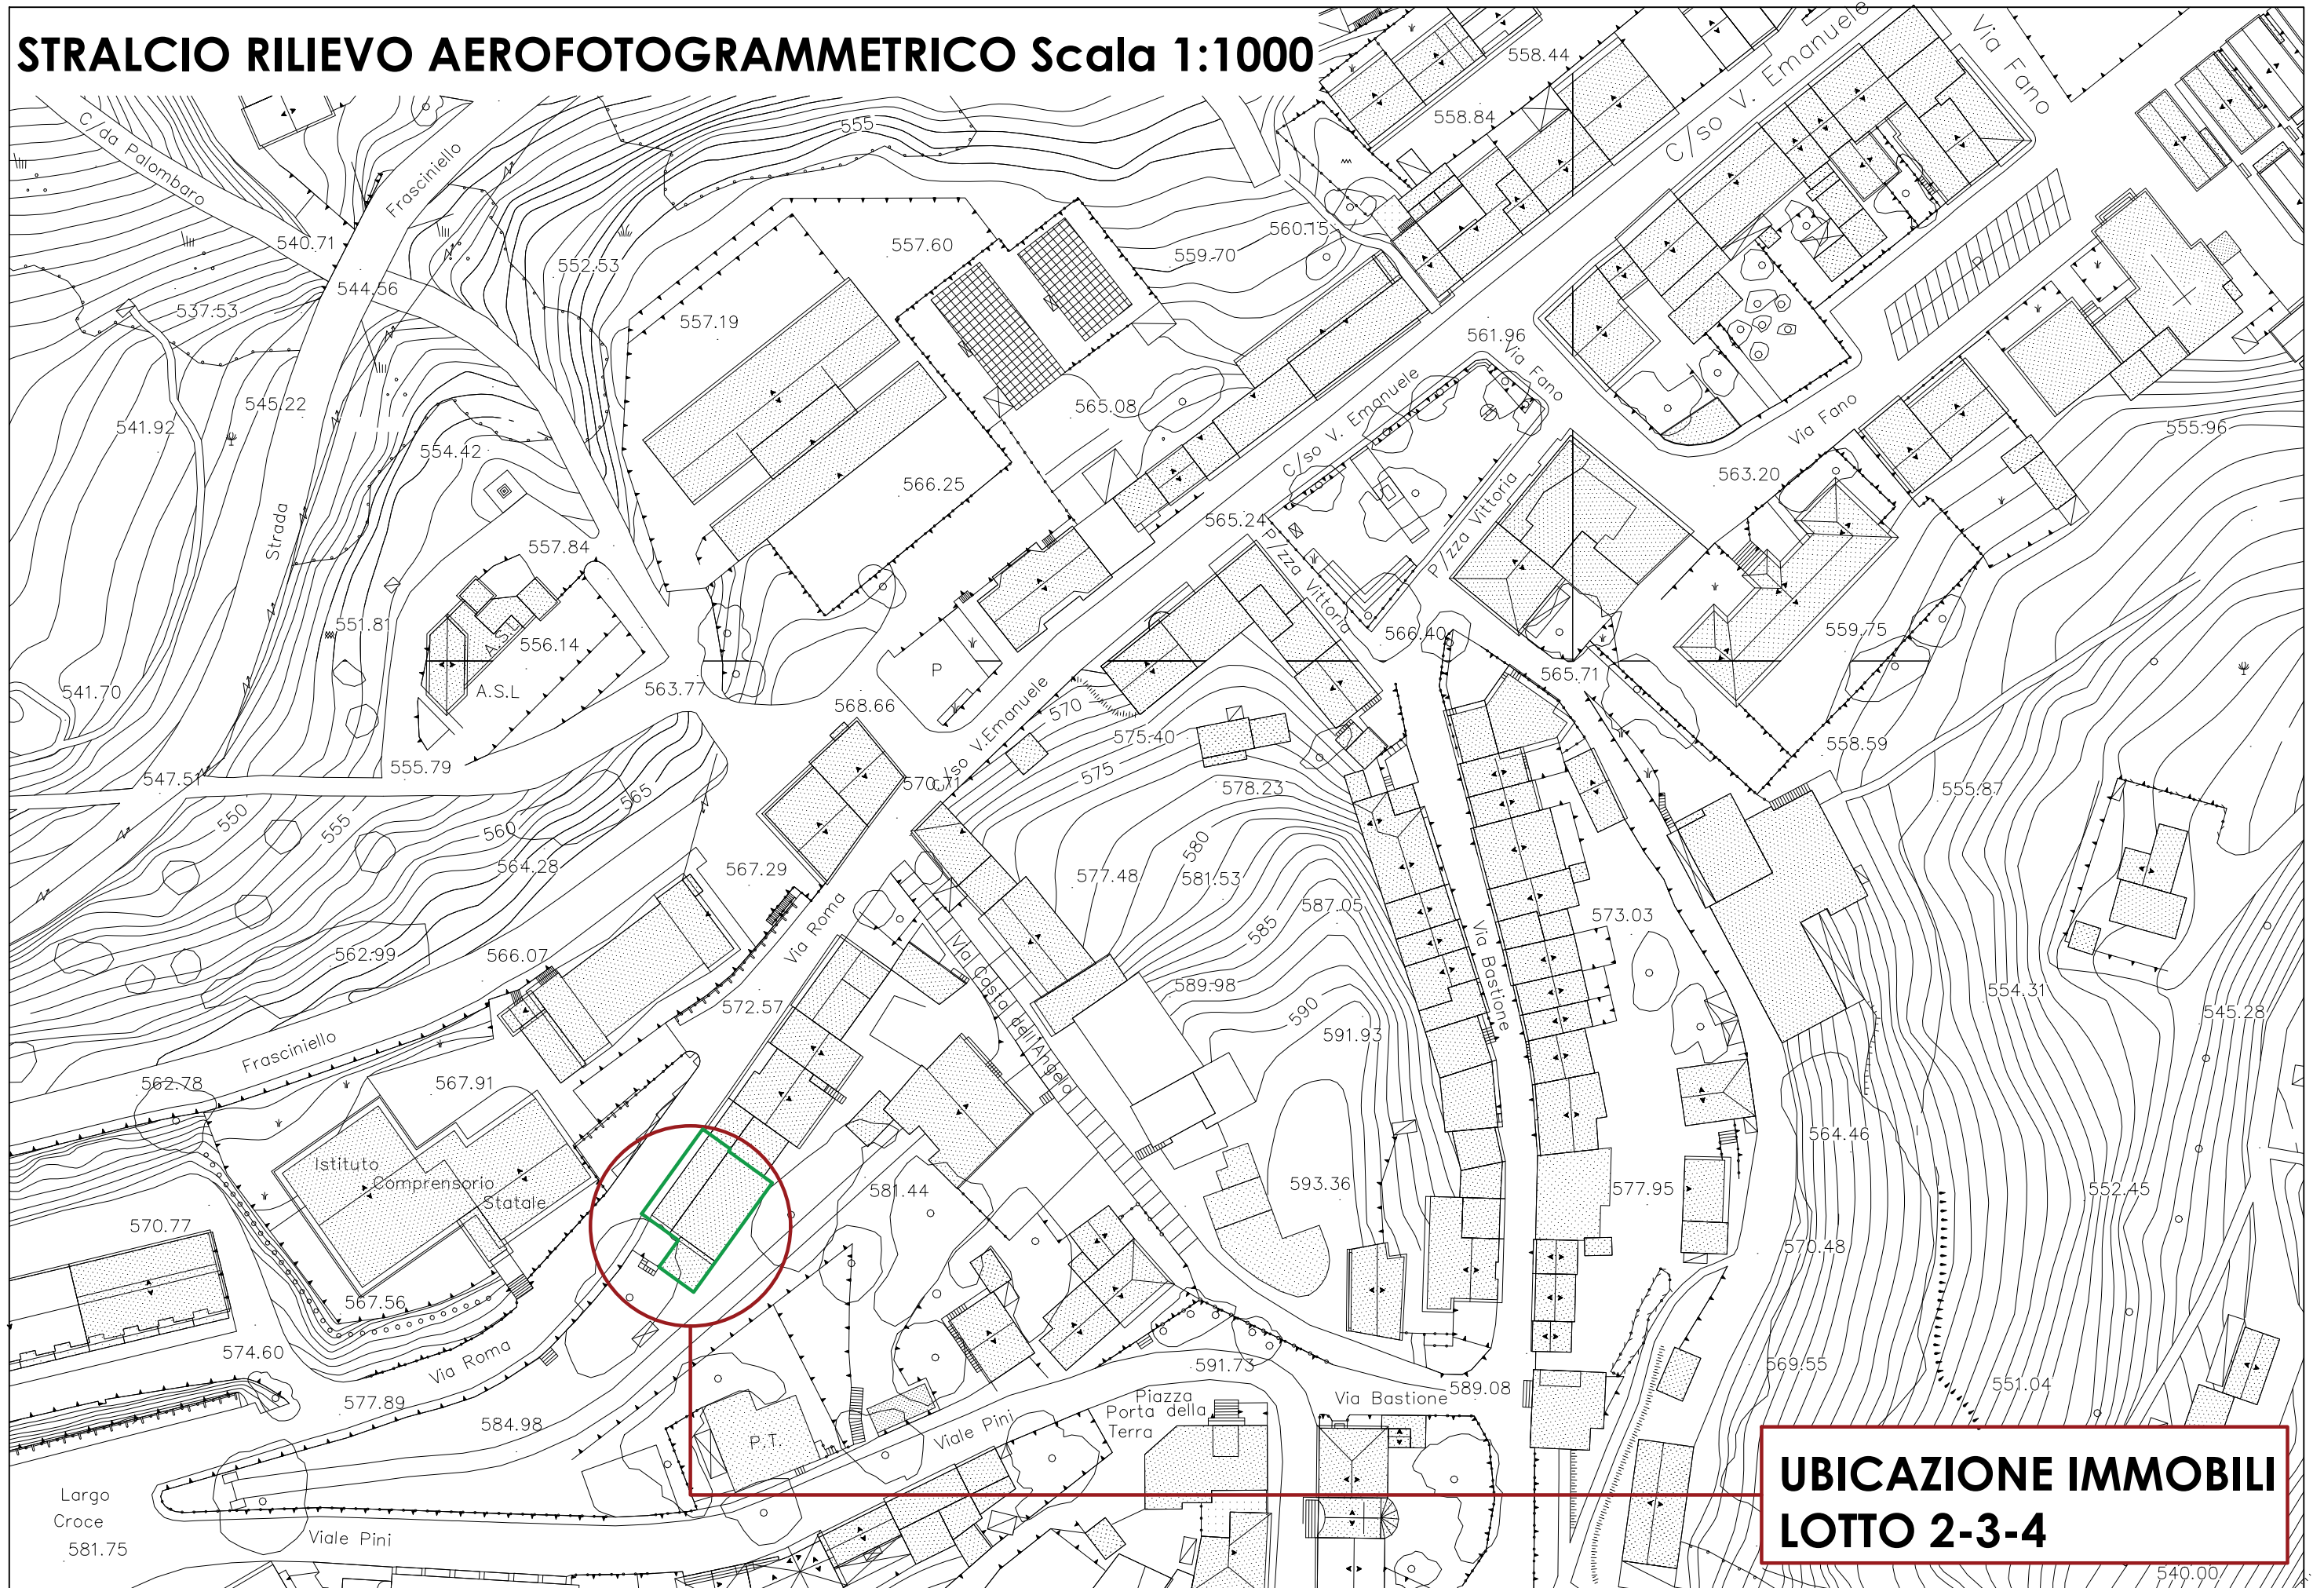 STRALCIO RILIEVO AEROFOTOGRAMMETRICO Scala 1:1000
558.44
C/so V. Emanuele
Via Fano
558.84
C/da Palombaro
Frasciniello
555
540.71
557.60
560.15
559.70
552.53
544.56
537.53
557.19
561.96
Via Fano
P
545.22
541.92
565.08
C/so V. Emanuele
Via Fano
555.96
554.42
566.25
563.20
Strada
565.24
P/zza Vittoria
P/zza Vittoria
557.84
551.81
A.S.L
556.14
566.40
559.75
541.70
A.S.L
563.77
P
565.71
568.66
V.Emanuele
570
575.40
558.59
555.79
547.51
570.71
C/so
575
578.23
555.87
550
555
565
560
564.28
567.29
580
577.48
581.53
587.05
573.03
Via Roma
585
562.99
566.07
Via Costa dell'Angelo
Via Bastione
572.57
589.98
590
591.93
554.31
545.28
Frasciniello
562.78
567.91
564.46
Istituto
Comprensorio
Statale
581.44
593.36
577.95
552.45
570.77
570.48
567.56
574.60
Via Roma
591.73
569.55
577.89
584.98
589.08
551.04
Piazza
Porta della
Terra
Via Bastione
P.T.
Viale Pini
Largo
Croce
581.75
Viale Pini
UBICAZIONE IMMOBILI
LOTTO 2-3-4
540.00